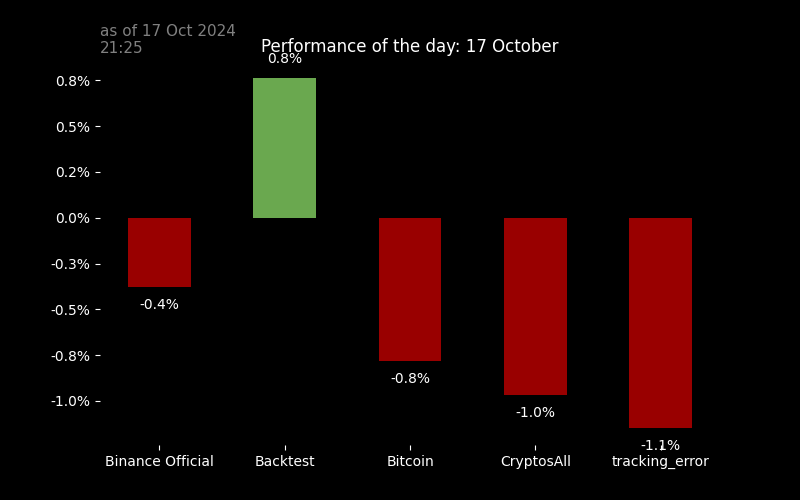 as of 17 Oct 2024
21:25
Performance of the day: 17 October
0.8%
0.8%
0.5%
0.2%
0.0%
-0.3%
-0.5%
-0.8%
-1.0%
-0.4%
-0.8%
-1.0%
-1.1%
Binance Official
Backtest
Bitcoin
CryptosAll
tracking_error